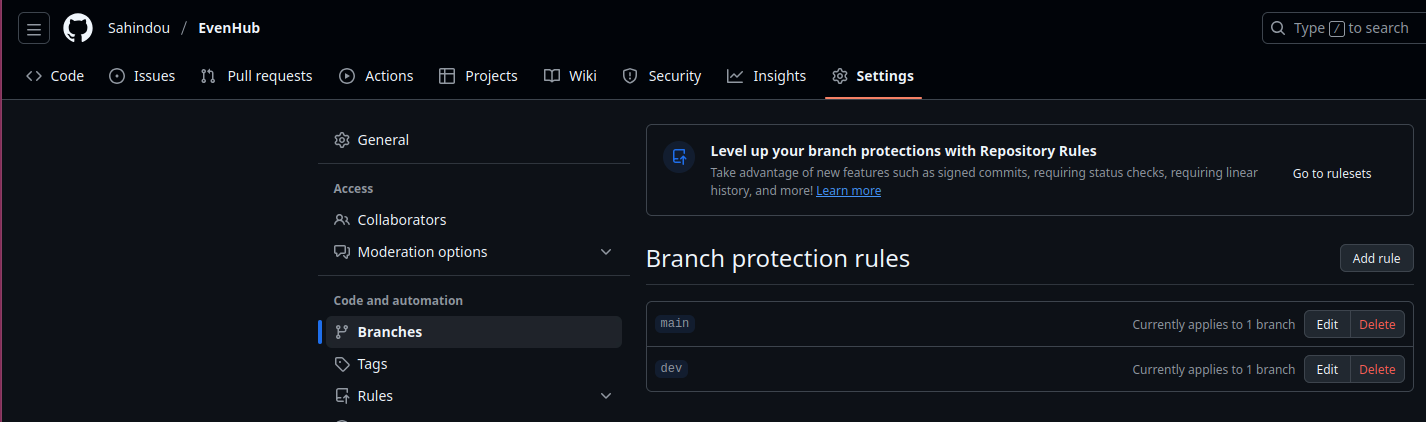 Sahindou / EvenHub
Type / to search
Code Issues Pull requests Actions Projects Wiki Security Insights Settings
General
Access
Collaborators
Moderation options
Code and automation
Branches
Tags
Rules
Level up your branch protections with Repository Rules
Take advantage of new features such as signed commits, requiring status checks, requiring linear
history, and more! Learn more
Go to rulesets
Branch protection rules
Add rule
main Currently applies to 1 branch Edit Delete
dev Currently applies to 1 branch Edit Delete